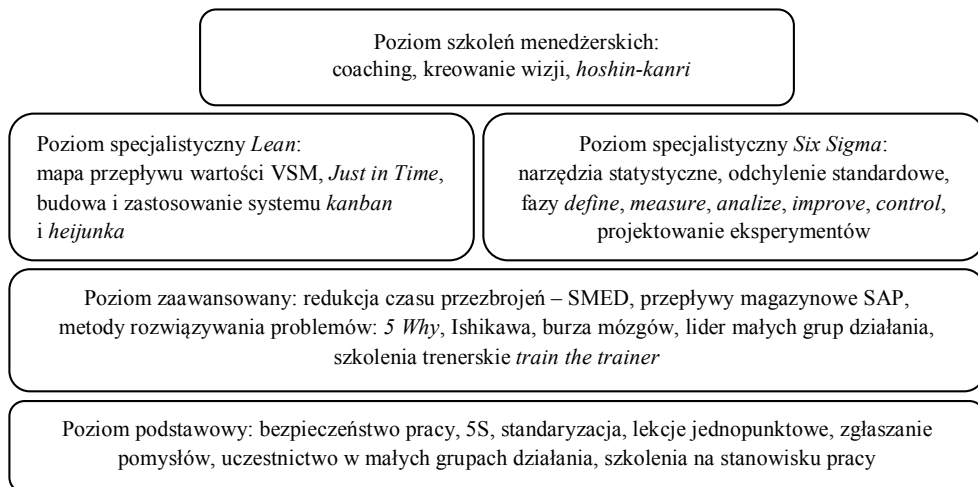 Poziom szkoleń menedżerskich:
coaching, kreowanie wizji, hoshin-kanri
Poziom specjalistyczny Lean:
mapa przepływu wartości VSM, Just in Time,
budowa i zastosowanie systemu kanban
i heijunka
Poziom specjalistyczny Six Sigma:
narzędzia statystyczne, odchylenie standardowe,
fazy define, measure, analize, improve, control,
projektowanie eksperymentów
Poziom zaawansowany: redukcja czasu przezbrojeń – SMED, przepływy magazynowe SAP,
metody rozwiązywania problemów: 5 Why, Ishikawa, burza mózgów, lider małych grup działania,
szkolenia trenerskie train the trainer
Poziom podstawowy: bezpieczeństwo pracy, 5S, standaryzacja, lekcje jednopunktowe, zgłaszanie
pomysłów, uczestnictwo w małych grupach działania, szkolenia na stanowisku pracy